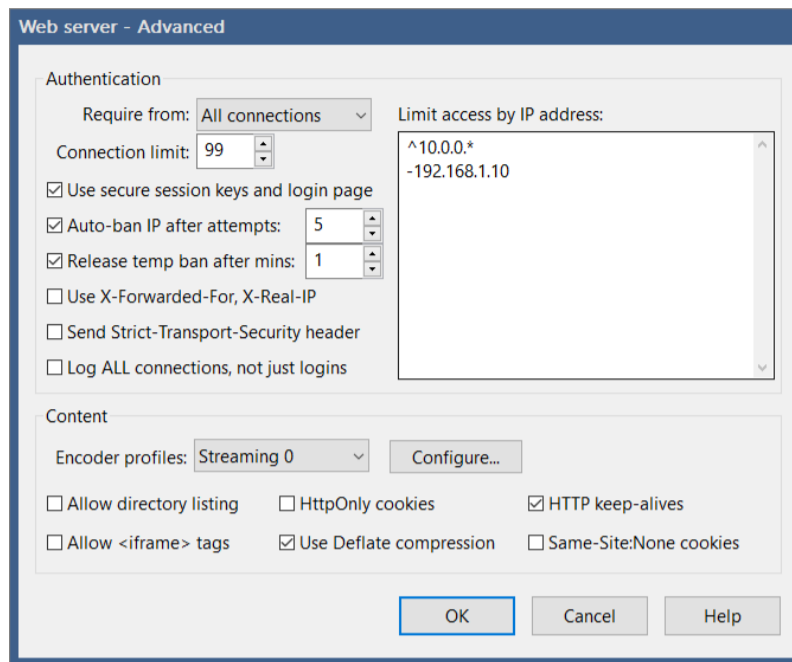 Web server - Advanced
Authentication
Require from: All connections
Connection limit: 99
Use secure session keys and login page
Auto-ban IP after attempts: 5
Release temp ban after mins: 1
Use X-Forwarded-For, X-Real-IP
Send Strict-Transport-Security header
Log ALL connections, not just logins
Limit access by IP address:
^10.0.0.*
-192.168.1.10
Content
Encoder profiles: Streaming 0 Configure...
Allow directory listing HttpOnly cookies HTTP keep-alives
Allow <iframe> tags Use Deflate compression Same-Site:None cookies
OK Cancel Help